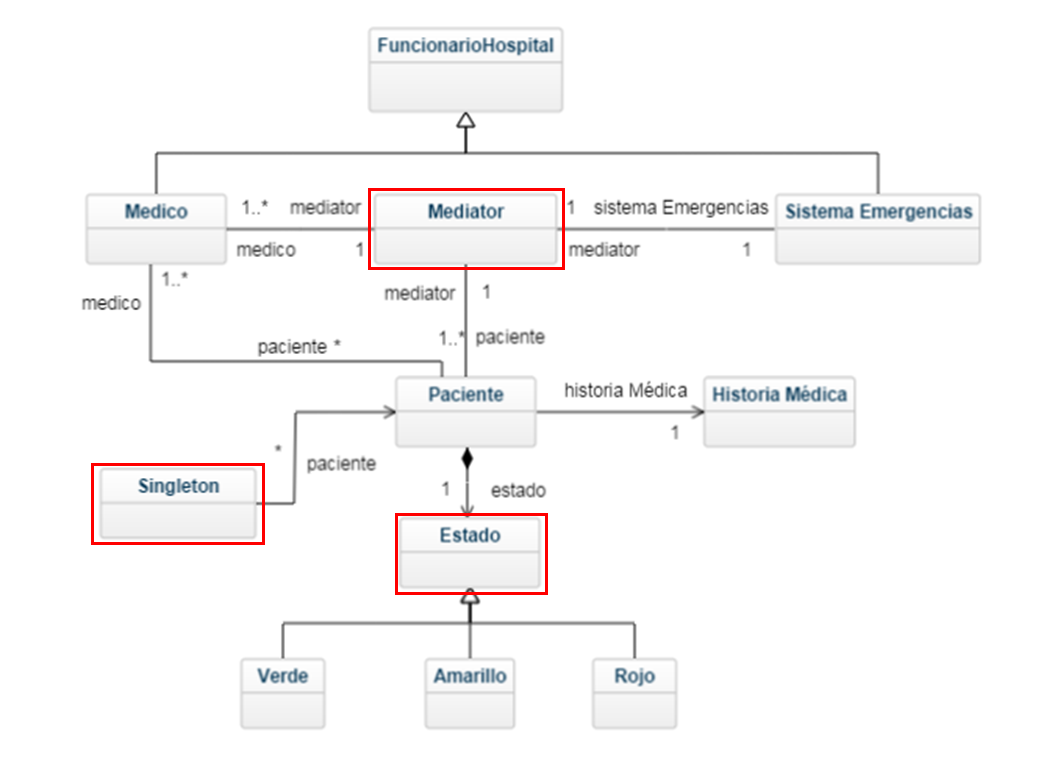 FuncionarioHospital
Medico
1..* mediator
Mediator
1 sistema Emergencias
Sistema Emergencias
medico 1
mediator 1
1..*
medico
mediator 1
1..* paciente
paciente *
Paciente
historia Médica
1
Historia Médica
*
paciente
Singleton
1 estado
Estado
Verde
Amarillo
Rojo